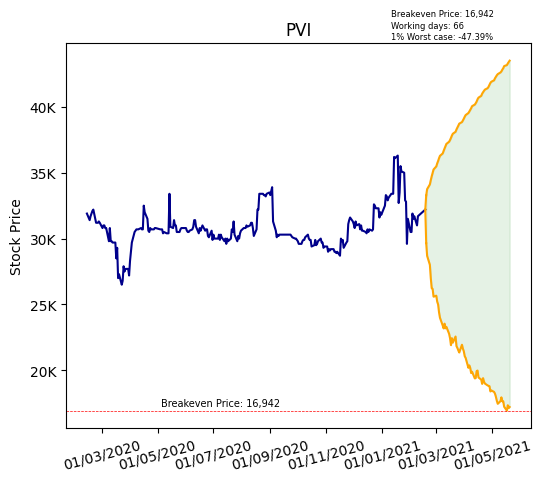 Breakeven Price: 16,942
Working days: 66
1% Worst case: -47.39%
PVI
Stock Price
40K
35K
30K
25K
20K
Breakeven Price: 16,942
01/03/2020 01/05/2020 01/07/2020 01/09/2020 01/11/2020 01/01/2021 01/03/2021 01/05/2021